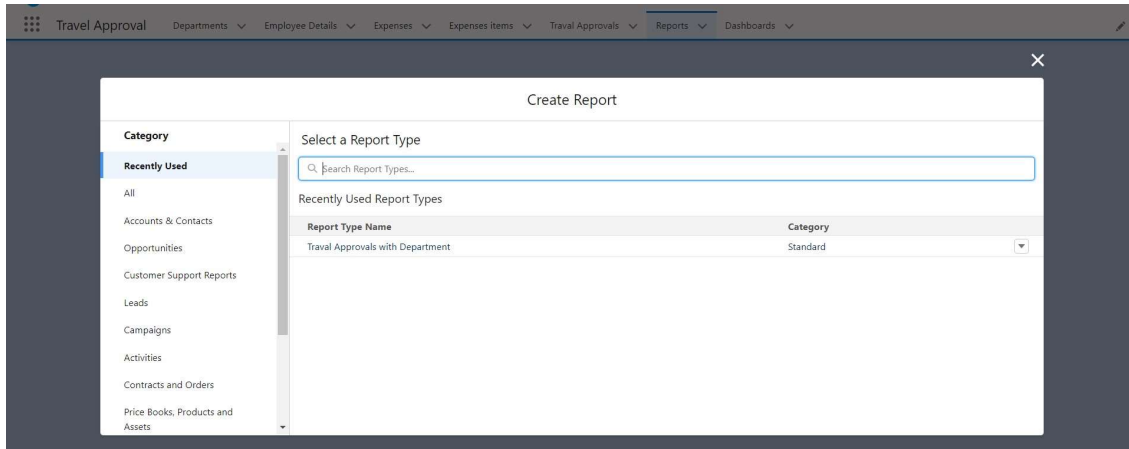 Travel Approval Departments Employee Details Expenses Expenses items Traval Approvals Reports Dashboards
Create Report
Category
Recently Used
All
Accounts & Contacts
Opportunities
Customer Support Reports
Leads
Campaigns
Activities
Contracts and Orders
Price Books, Products and
Assets
Select a Report Type
Search Report Types...
Recently Used Report Types
Report Type Name Category
Traval Approvals with Department Standard